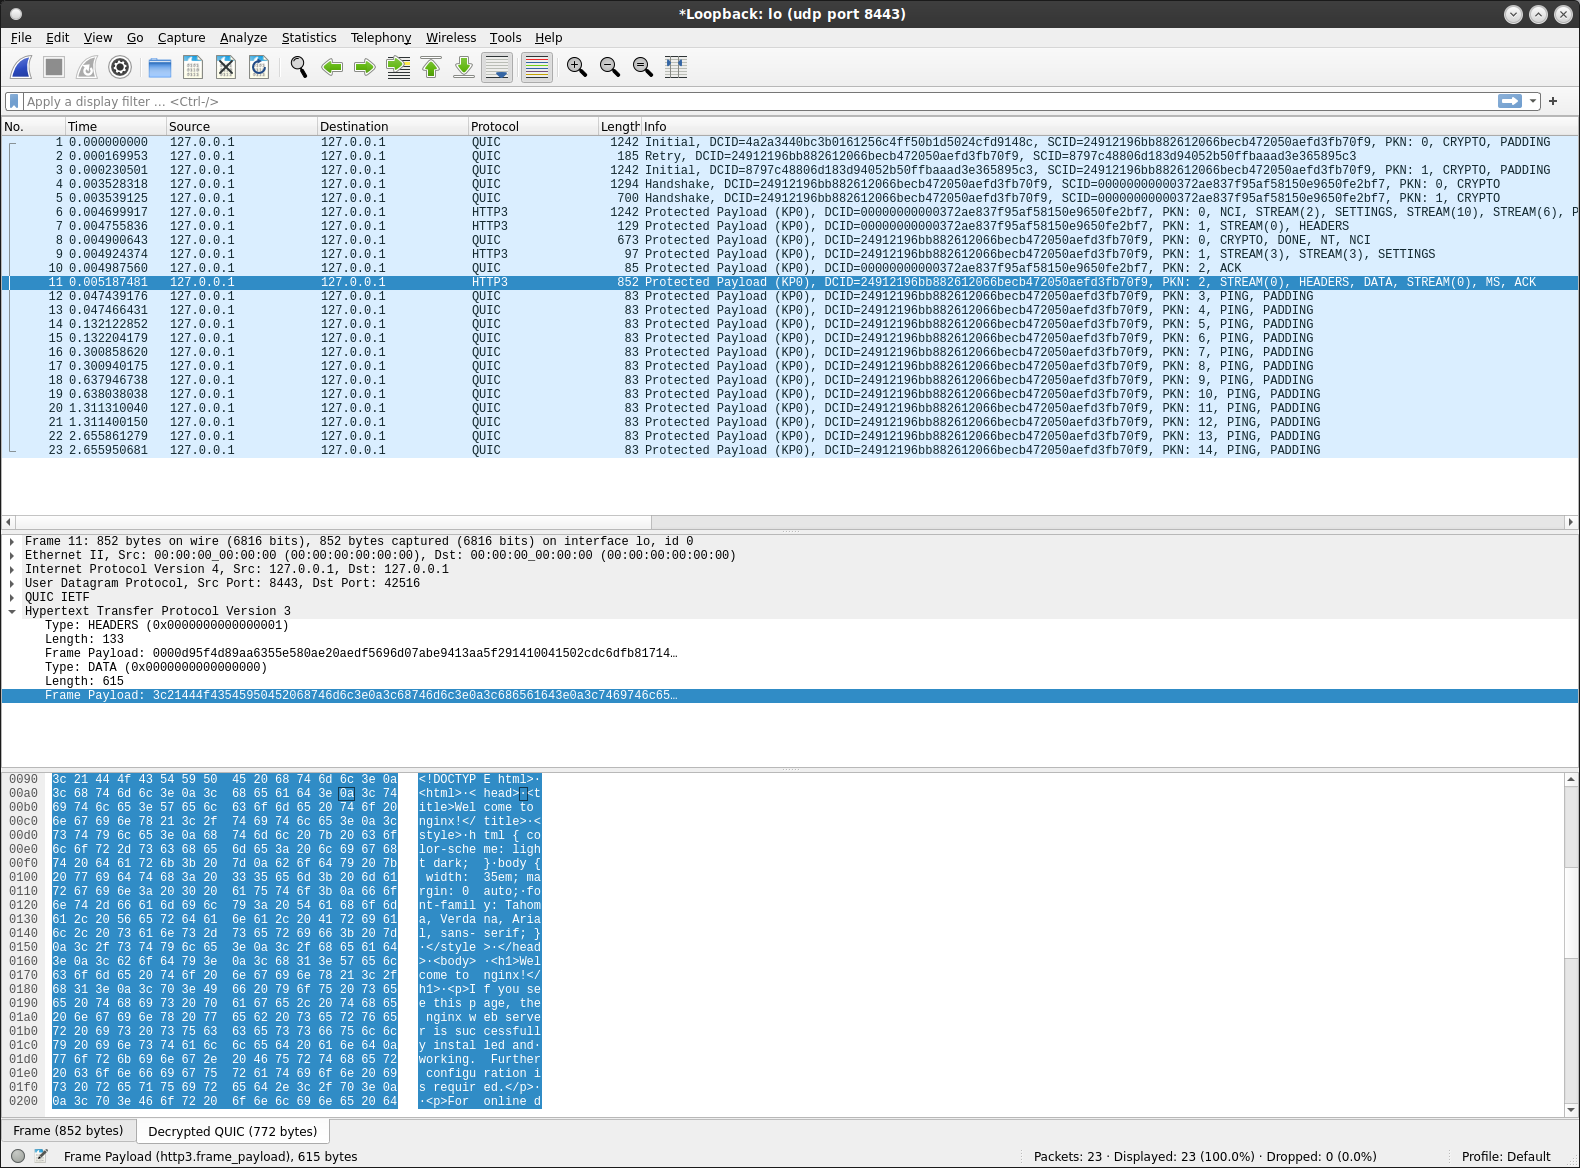 *Loopback: lo (udp port 8443)
File Edit View Go Capture Analyze Statistics Telephony Wireless Tools Help
Apply a display filter … <Ctrl-/>
No. Time Source Destination Protocol Length Info
1 0.000000000 127.0.0.1 127.0.0.1 QUIC 1242 Initial, DCID=4a2a3440bc3b0161256c4ff50b1d5024cfd9148c, SCID=24912196bb882612066becb472050aefd3fb70f9, PKN: 0, CRYPTO, PADDING
2 0.000169953 127.0.0.1 127.0.0.1 QUIC 185 Retry, DCID=24912196bb882612066becb472050aefd3fb70f9, SCID=8797c48806d183d94052b50ffbaaad3e365895c3
3 0.000230501 127.0.0.1 127.0.0.1 QUIC 1242 Initial, DCID=8797c48806d183d94052b50ffbaaad3e365895c3, SCID=24912196bb882612066becb472050aefd3fb70f9, PKN: 1, CRYPTO, PADDING
4 0.003528318 127.0.0.1 127.0.0.1 QUIC 1294 Handshake, DCID=24912196bb882612066becb472050aefd3fb70f9, SCID=00000000000372ae837f95af58150e9650fe2bf7, PKN: 0, CRYPTO
5 0.003539125 127.0.0.1 127.0.0.1 QUIC 700 Handshake, DCID=24912196bb882612066becb472050aefd3fb70f9, SCID=00000000000372ae837f95af58150e9650fe2bf7, PKN: 1, CRYPTO
6 0.004699917 127.0.0.1 127.0.0.1 HTTP3 1242 Protected Payload (KP0), DCID=00000000000372ae837f95af58150e9650fe2bf7, PKN: 0, NCI, STREAM(2), SETTINGS, STREAM(10), STREAM(6), P
7 0.004755836 127.0.0.1 127.0.0.1 HTTP3 129 Protected Payload (KP0), DCID=00000000000372ae837f95af58150e9650fe2bf7, PKN: 1, STREAM(0), HEADERS
8 0.004900643 127.0.0.1 127.0.0.1 QUIC 673 Protected Payload (KP0), DCID=24912196bb882612066becb472050aefd3fb70f9, PKN: 0, CRYPTO, DONE, NT, NCI
9 0.004924374 127.0.0.1 127.0.0.1 HTTP3 97 Protected Payload (KP0), DCID=24912196bb882612066becb472050aefd3fb70f9, PKN: 1, STREAM(3), STREAM(3), SETTINGS
10 0.004987560 127.0.0.1 127.0.0.1 QUIC 85 Protected Payload (KP0), DCID=00000000000372ae837f95af58150e9650fe2bf7, PKN: 2, ACK
11 0.005187481 127.0.0.1 127.0.0.1 HTTP3 852 Protected Payload (KP0), DCID=24912196bb882612066becb472050aefd3fb70f9, PKN: 2, STREAM(0), HEADERS, DATA, STREAM(0), MS, ACK
12 0.047439176 127.0.0.1 127.0.0.1 QUIC 83 Protected Payload (KP0), DCID=24912196bb882612066becb472050aefd3fb70f9, PKN: 3, PING, PADDING
13 0.047466431 127.0.0.1 127.0.0.1 QUIC 83 Protected Payload (KP0), DCID=24912196bb882612066becb472050aefd3fb70f9, PKN: 4, PING, PADDING
14 0.132122852 127.0.0.1 127.0.0.1 QUIC 83 Protected Payload (KP0), DCID=24912196bb882612066becb472050aefd3fb70f9, PKN: 5, PING, PADDING
15 0.132204179 127.0.0.1 127.0.0.1 QUIC 83 Protected Payload (KP0), DCID=24912196bb882612066becb472050aefd3fb70f9, PKN: 6, PING, PADDING
16 0.300858620 127.0.0.1 127.0.0.1 QUIC 83 Protected Payload (KP0), DCID=24912196bb882612066becb472050aefd3fb70f9, PKN: 7, PING, PADDING
17 0.300940175 127.0.0.1 127.0.0.1 QUIC 83 Protected Payload (KP0), DCID=24912196bb882612066becb472050aefd3fb70f9, PKN: 8, PING, PADDING
18 0.637946738 127.0.0.1 127.0.0.1 QUIC 83 Protected Payload (KP0), DCID=24912196bb882612066becb472050aefd3fb70f9, PKN: 9, PING, PADDING
19 0.638038038 127.0.0.1 127.0.0.1 QUIC 83 Protected Payload (KP0), DCID=24912196bb882612066becb472050aefd3fb70f9, PKN: 10, PING, PADDING
20 1.311310040 127.0.0.1 127.0.0.1 QUIC 83 Protected Payload (KP0), DCID=24912196bb882612066becb472050aefd3fb70f9, PKN: 11, PING, PADDING
21 1.311400150 127.0.0.1 127.0.0.1 QUIC 83 Protected Payload (KP0), DCID=24912196bb882612066becb472050aefd3fb70f9, PKN: 12, PING, PADDING
22 2.655861279 127.0.0.1 127.0.0.1 QUIC 83 Protected Payload (KP0), DCID=24912196bb882612066becb472050aefd3fb70f9, PKN: 13, PING, PADDING
23 2.655950681 127.0.0.1 127.0.0.1 QUIC 83 Protected Payload (KP0), DCID=24912196bb882612066becb472050aefd3fb70f9, PKN: 14, PING, PADDING
Frame 11: 852 bytes on wire (6816 bits), 852 bytes captured (6816 bits) on interface lo, id 0
Ethernet II, Src: 00:00:00_00:00:00 (00:00:00:00:00:00), Dst: 00:00:00_00:00:00 (00:00:00:00:00:00)
Internet Protocol Version 4, Src: 127.0.0.1, Dst: 127.0.0.1
User Datagram Protocol, Src Port: 8443, Dst Port: 42516
QUIC IETF
Hypertext Transfer Protocol Version 3
Type: HEADERS (0x0000000000000001)
Length: 133
Frame Payload: 0000d95f4d89aa6355e580ae20aedf5696d07abe9413aa5f291410041502cdc6dfb81714…
Type: DATA (0x0000000000000000)
Length: 615
Frame Payload: 3c21444f43545950452068746d6c3e0a3c68746d6c3e0a3c686561643e0a3c7469746c65…
0090 3c 21 44 4f 43 54 59 50 45 20 68 74 6d 6c 3e 0a <!DOCTYP E html>·
00a0 3c 68 74 6d 6c 3e 0a 3c 68 65 61 64 3e 0a 3c 74 <html>·< head>·<t
00b0 69 74 6c 65 3e 57 65 6c 63 6f 6d 65 20 74 6f 20 itle>Wel come to
00c0 6e 67 69 6e 78 21 3c 2f 74 69 74 6c 65 3e 0a 3c nginx!</ title>·<
00d0 73 74 79 6c 65 3e 0a 68 74 6d 6c 20 7b 20 63 6f style>·h tml { co
00e0 6c 6f 72 2d 73 63 68 65 6d 65 3a 20 6c 69 67 68 lor-sche me: ligh
00f0 74 20 64 61 72 6b 3b 20 7d 0a 62 6f 64 79 20 7b t dark;  }·body {
0100 20 77 69 64 74 68 3a 20 33 35 65 6d 3b 20 6d 61  width:  35em; ma
0110 72 67 69 6e 3a 20 30 20 61 75 74 6f 3b 0a 66 6f rgin: 0  auto;·fo
0120 6e 74 2d 66 61 6d 69 6c 79 3a 20 54 61 68 6f 6d nt-famil y: Tahom
0130 61 2c 20 56 65 72 64 61 6e 61 2c 20 41 72 69 61 a, Verda na, Aria
0140 6c 2c 20 73 61 6e 73 2d 73 65 72 69 66 3b 20 7d l, sans- serif; }
0150 0a 3c 2f 73 74 79 6c 65 3e 0a 3c 2f 68 65 61 64 ·</style >·</head
0160 3e 0a 3c 62 6f 64 79 3e 0a 3c 68 31 3e 57 65 6c >·<body> ·<h1>Wel
0170 63 6f 6d 65 20 74 6f 20 6e 67 69 6e 78 21 3c 2f come to  nginx!</
0180 68 31 3e 0a 3c 70 3e 49 66 20 79 6f 75 20 73 65 h1>·<p>I f you se
0190 65 20 74 68 69 73 20 70 61 67 65 2c 20 74 68 65 e this p age, the
01a0 20 6e 67 69 6e 78 20 77 65 62 20 73 65 72 76 65  nginx w eb serve
01b0 72 20 69 73 20 73 75 63 63 65 73 73 66 75 6c 6c r is suc cessfull
01c0 79 20 69 6e 73 74 61 6c 6c 65 64 20 61 6e 64 0a y instal led and·
01d0 77 6f 72 6b 69 6e 67 2e 20 46 75 72 74 68 65 72 working.  Further
01e0 20 63 6f 6e 66 69 67 75 72 61 74 69 6f 6e 20 69  configu ration i
01f0 73 20 72 65 71 75 69 72 65 64 2e 3c 2f 70 3e 0a s requir ed.</p>·
0200 0a 3c 70 3e 46 6f 72 20 6f 6e 6c 69 6e 65 20 64 ·<p>For  online d
Frame (852 bytes) Decrypted QUIC (772 bytes)
Frame Payload (http3.frame_payload), 615 bytes Packets: 23 · Displayed: 23 (100.0%) · Dropped: 0 (0.0%) Profile: Default